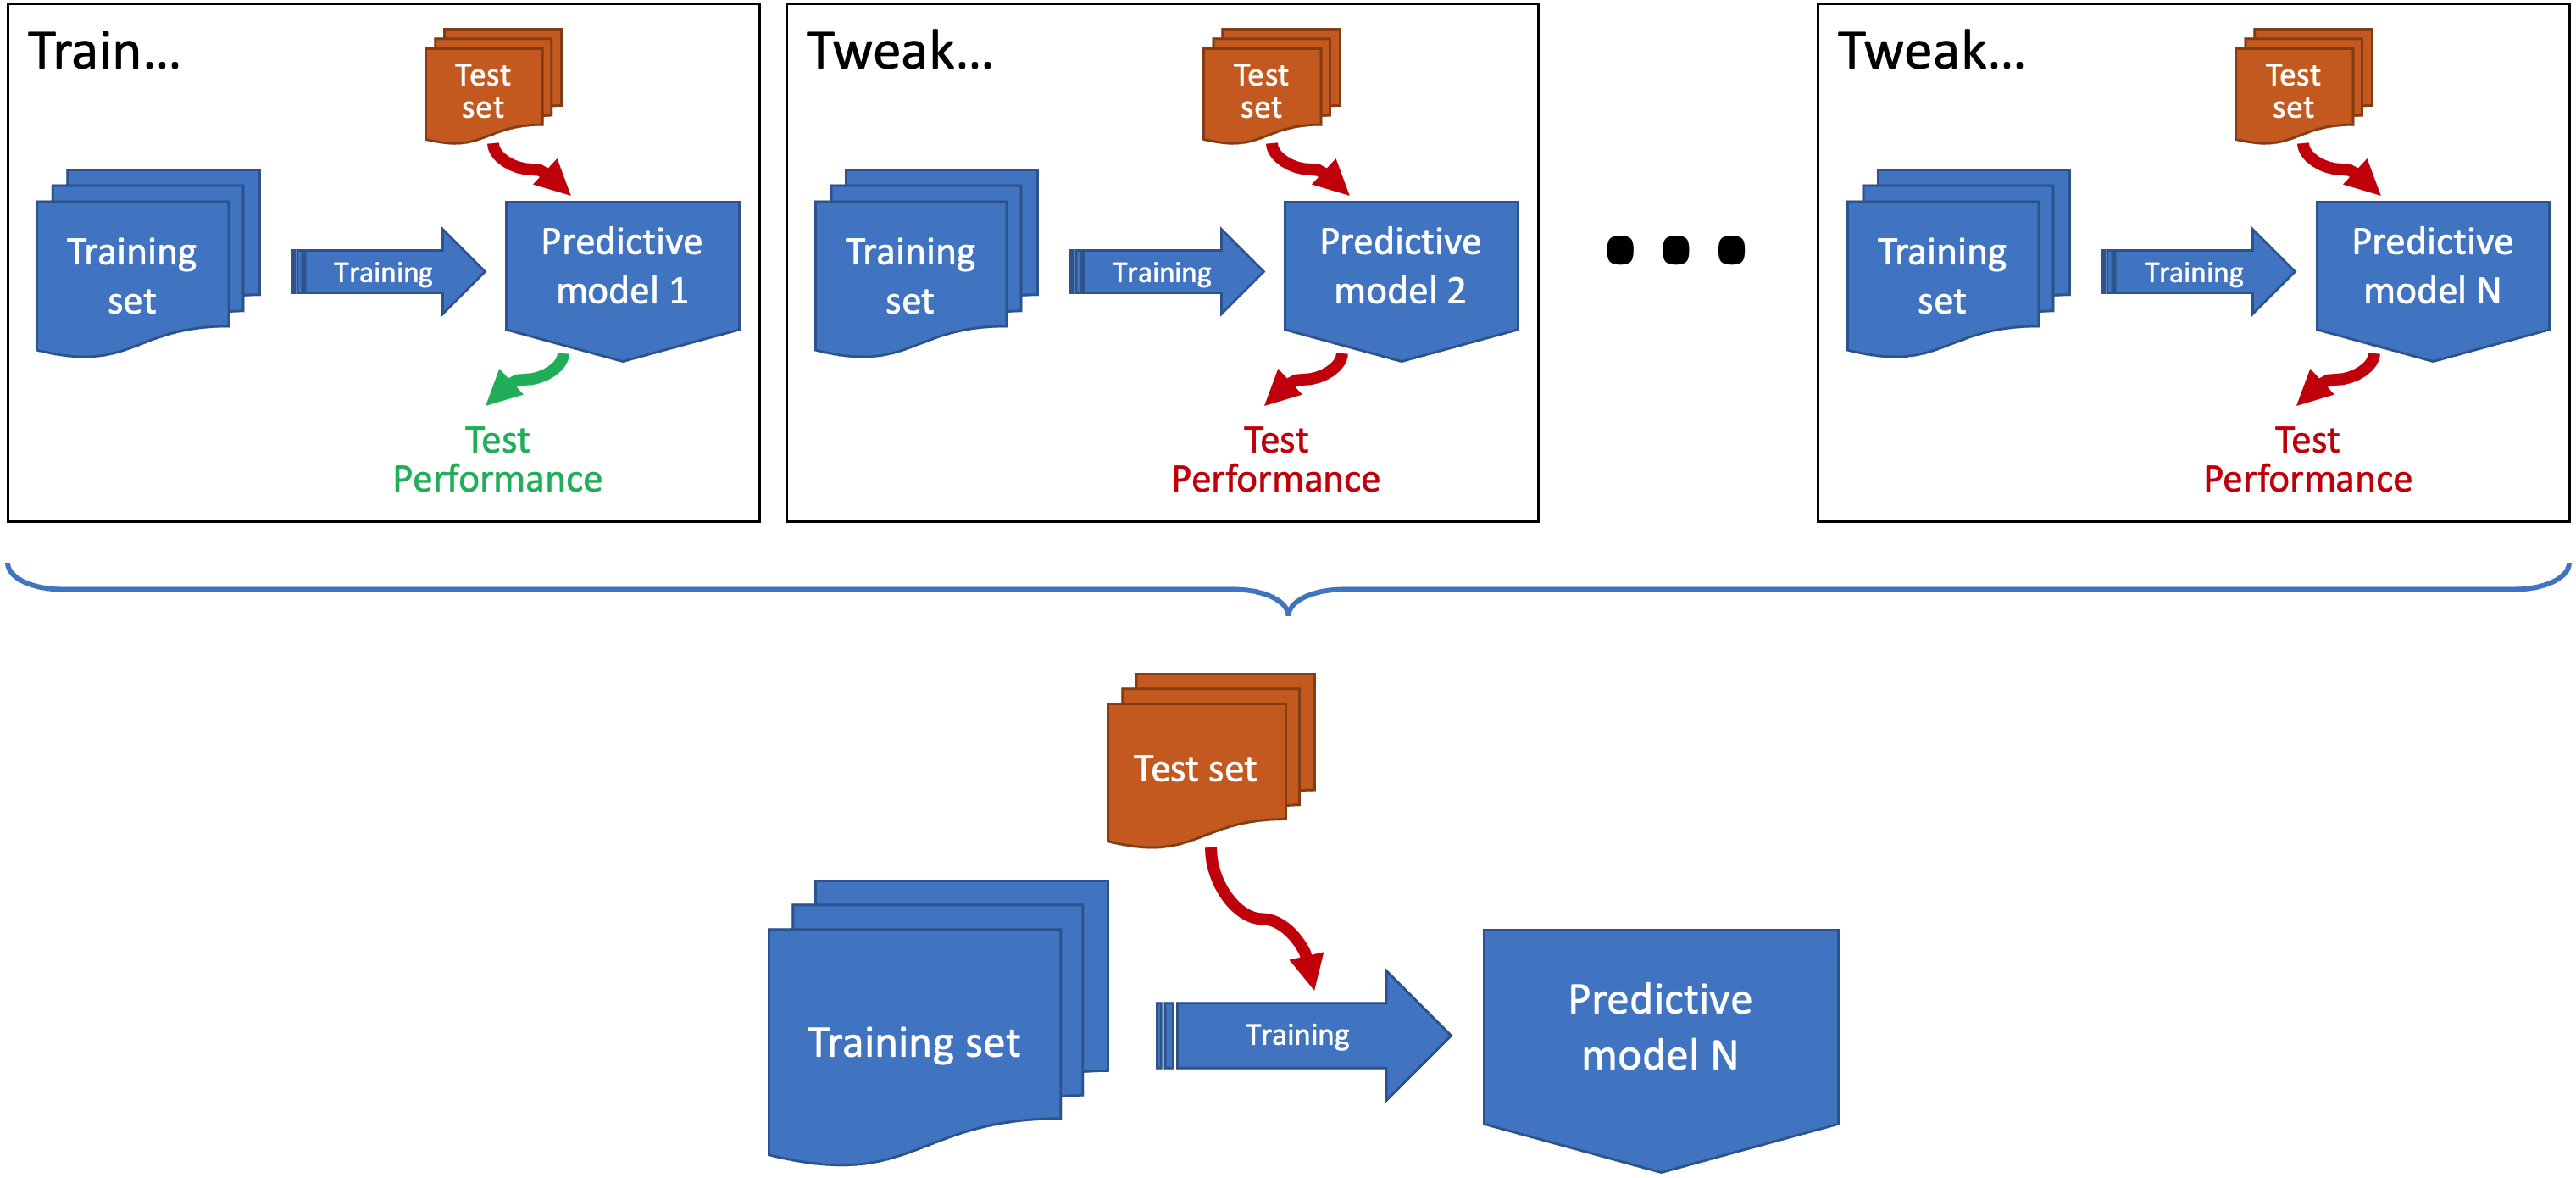 Train...
Test
set
Training
set
Training
Predictive
model 1
Test
Performance
Tweak...
Test
set
Training
set
Training
Predictive
model 2
Test
Performance
Tweak...
Test
set
Training
set
Training
Predictive
model N
Test
Performance
Test set
Training set
Training
Predictive
model N